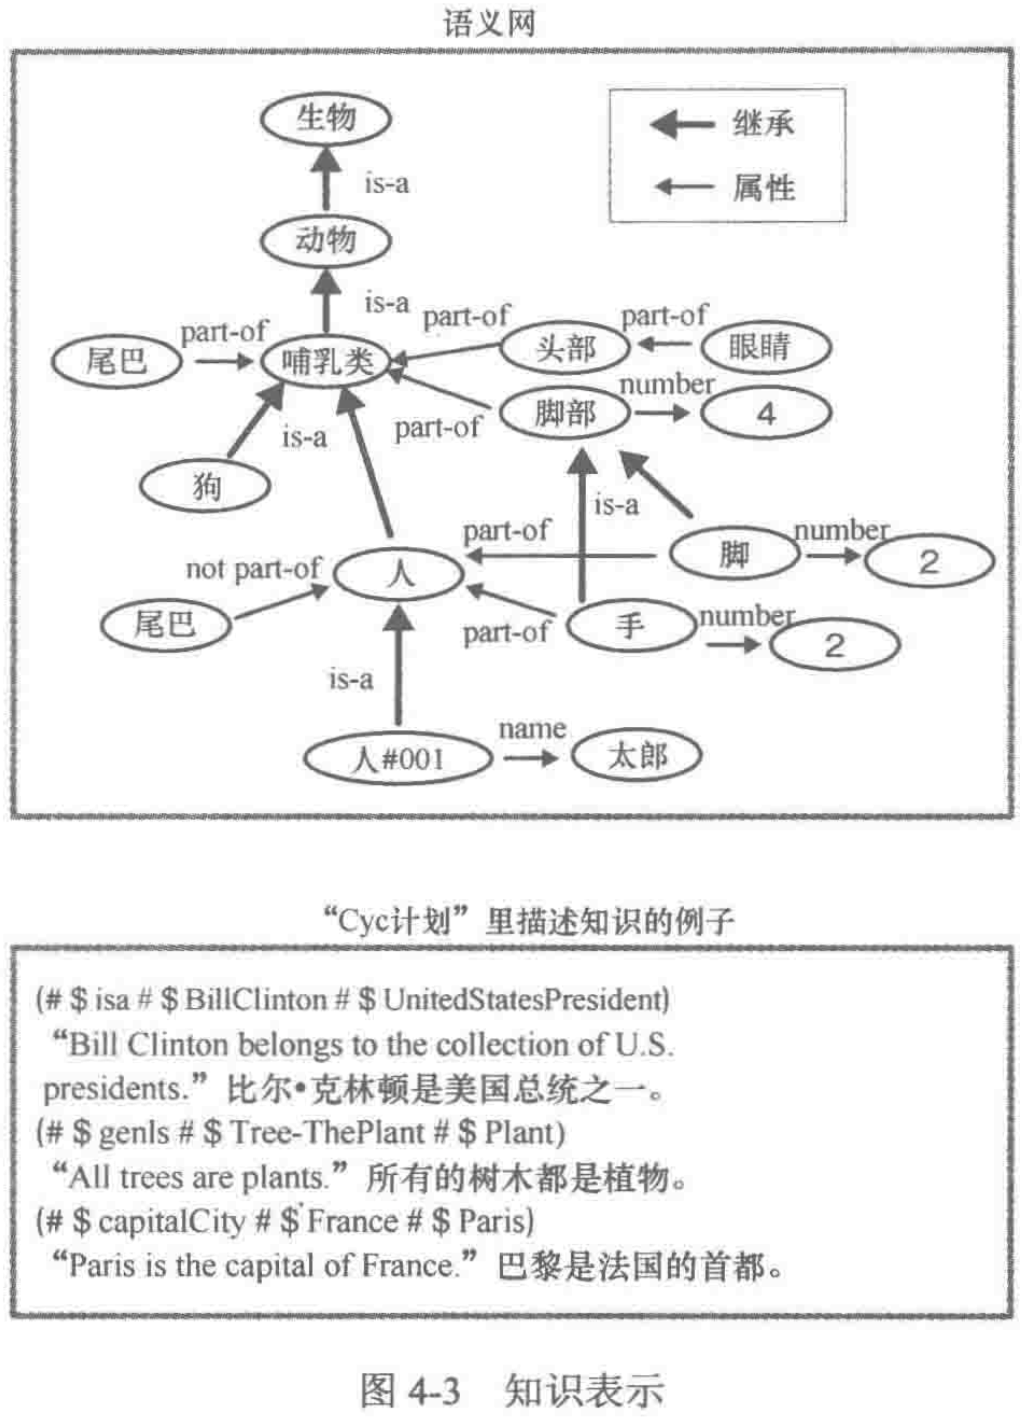 语义网
生物
继承
is-a
属性
动物
is-a
part-of
part-of
part-of
尾巴
哺乳类
头部
眼睛
number
脚部
4
part-of
is-a
狗
is-a
part-of
脚
number
2
not part-of
人
尾巴
part-of
手
number
2
is-a
name
人#001
太郎
“Cyc计划”里描述知识的例子
(# $ isa # $ BillClinton # $ UnitedStatesPresident)
“Bill Clinton belongs to the collection of U.S.
presidents.” 比尔•克林顿是美国总统之一。
(# $ genls # $ Tree-ThePlant # $ Plant)
“All trees are plants.” 所有的树木都是植物。
(# $ capitalCity # $ France # $ Paris)
“Paris is the capital of France.” 巴黎是法国的首都。
图 4-3 知识表示